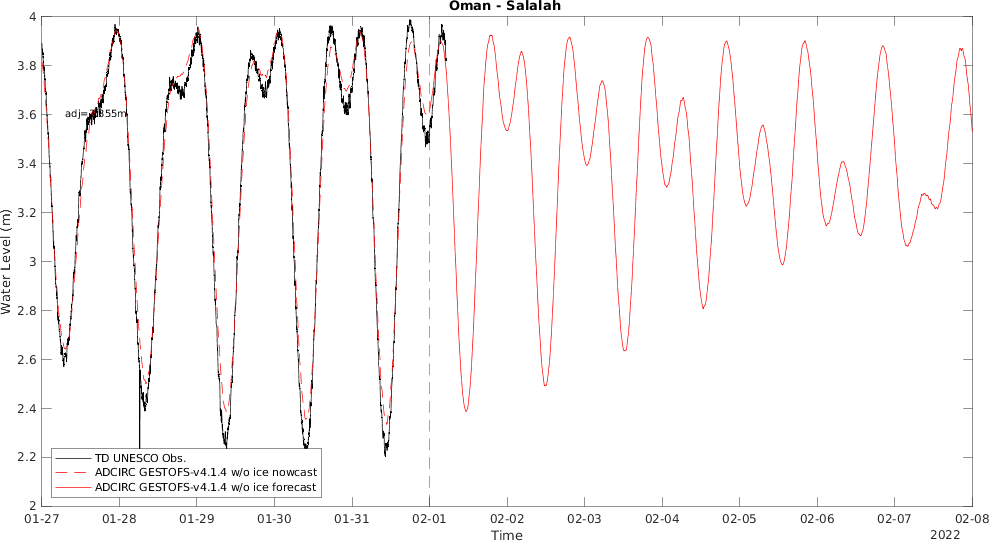 Oman - Salalah
4
3.8
3.6
3.4
3.2
3
2.8
2.6
2.4
2.2
2
Water Level (m)
TD UNESCO Obs.
ADCIRC GESTOFS-v4.1.4 w/o ice nowcast
ADCIRC GESTOFS-v4.1.4 w/o ice forecast
01-27 01-28 01-29 01-30 01-31 02-01 02-02 02-03 02-04 02-05 02-06 02-07 02-08
Time
2022